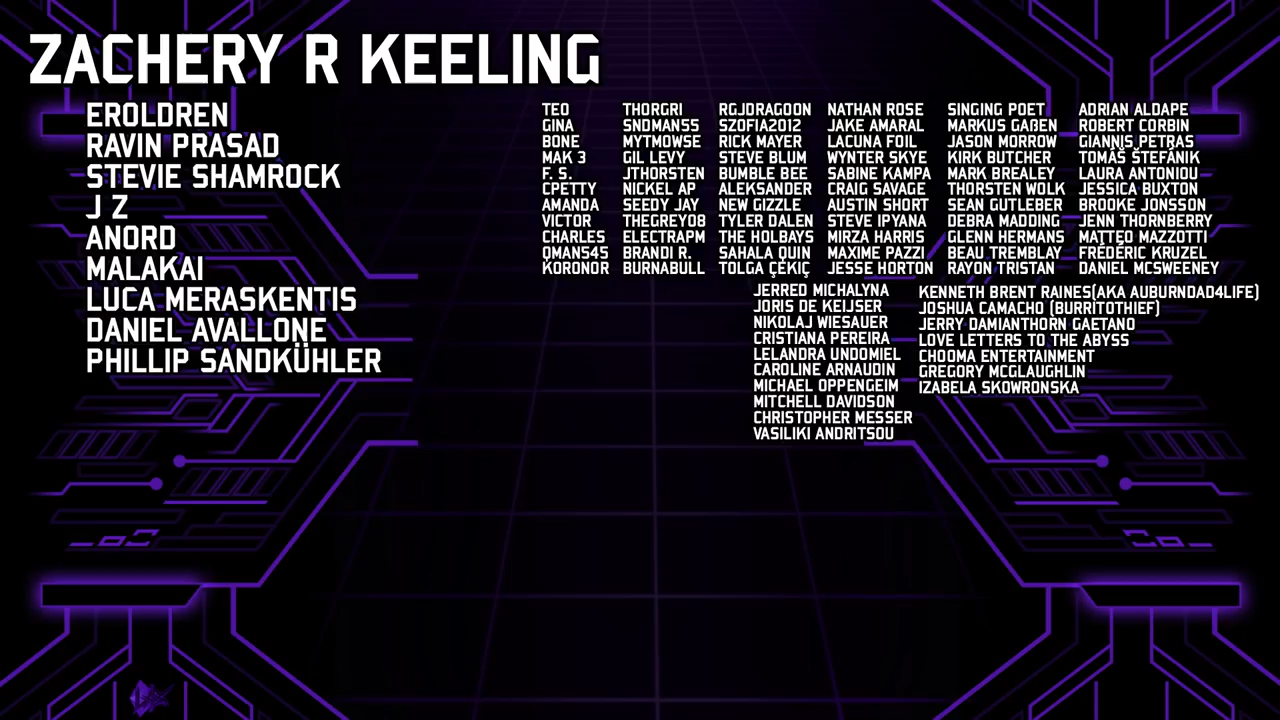 ZACHERY R KEELING
EROLDREN
RAVIN PRASAD
STEVIE SHAMROCK
J Z
ANORD
MALAKAI
LUCA MERASKENTIS
DANIEL AVALLONE
PHILLIP SANDKÜHLER
TEO
GINA
BONE
MAK 3
F. S.
CPETTY
AMANDA
VICTOR
CHARLES
QMAN545
KORONOR
THORGRI
SNDMAN55
MYTMOWSE
GIL LEVY
JTHORSTEN
NICKEL AP
SEEDY JAY
THEGREY08
ELECTRAPM
BRANDI R.
BURNABULL
RGJDRAGOON
SZOFIA2012
RICK MAYER
STEVE BLUM
BUMBLE BEE
ALEKSANDER
NEW GIZZLE
TYLER DALEN
THE HOLBAYS
SAHALA QUIN
TOLGA ÇEKIÇ
NATHAN ROSE
JAKE AMARAL
LACUNA FOIL
WYNTER SKYE
SABINE KAMPA
CRAIG SAVAGE
AUSTIN SHORT
STEVE IPYANA
MIRZA HARRIS
MAXIME PAZZI
JESSE HORTON
SINGING POET
MARKUS GAßEN
JASON MORROW
KIRK BUTCHER
MARK BREALEY
THORSTEN WOLK
SEAN GUTLEBER
DEBRA MADDING
GLENN HERMANS
BEAU TREMBLAY
RAYON TRISTAN
ADRIAN ALDAPE
ROBERT CORBIN
GIANNIS PETRAS
TOMÁŠ ŠTEFÁNIK
LAURA ANTONIOU
JESSICA BUXTON
BROOKE JONSSON
JENN THORNBERRY
MATTEO MAZZOTTI
FRÉDÉRIC KRUZEL
DANIEL MCSWEENEY
JERRED MICHALYNA
JORIS DE KEIJSER
NIKOLAJ WIESAUER
CRISTIANA PEREIRA
LELANDRA UNDOMIEL
CAROLINE ARNAUDIN
MICHAEL OPPENGEIM
MITCHELL DAVIDSON
CHRISTOPHER MESSER
VASILIKI ANDRITSOU
KENNETH BRENT RAINES(AKA AUBURNDAD4LIFE)
JOSHUA CAMACHO (BURRITOTHIEF)
JERRY DAMIANTHORN GAETANO
LOVE LETTERS TO THE ABYSS
CHOOMA ENTERTAINMENT
GREGORY MCGLAUGHLIN
IZABELA SKOWRONSKA